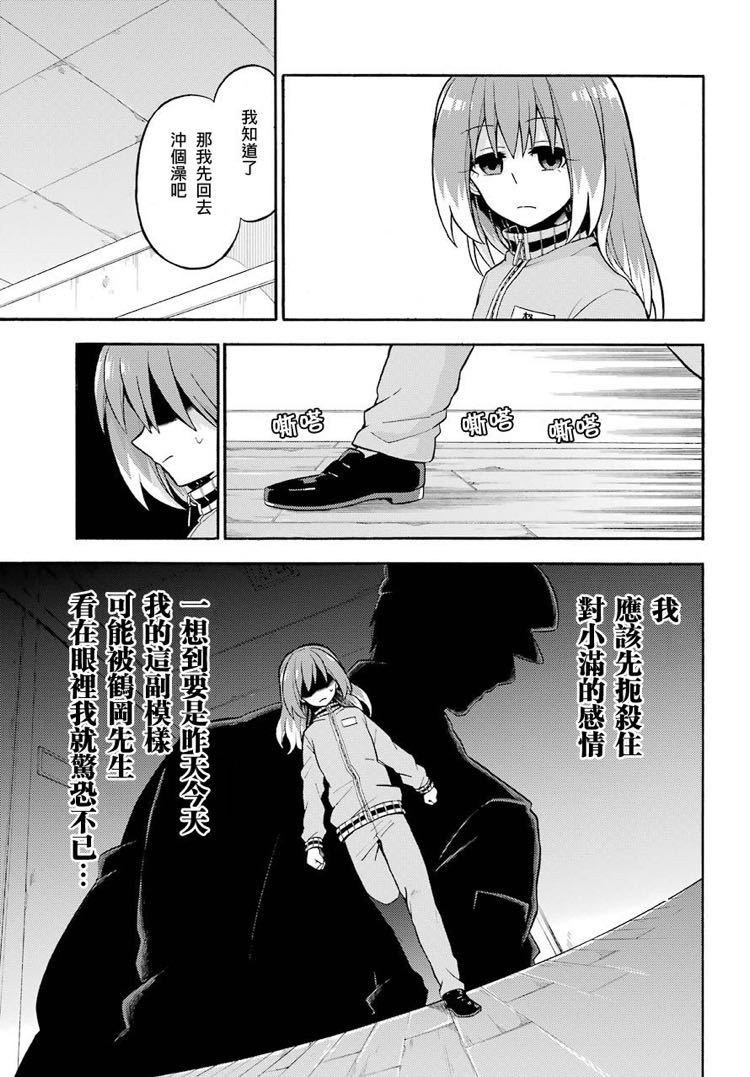 我知道了
那我先回去
沖個澡吧
嘶嗒
嘶嗒
嘶嗒
我
應該先扼殺住
對小滿的感情
一想到要是昨天今天
我的這副模樣
可能被鶴岡先生
看在眼裡我就驚恐不已…